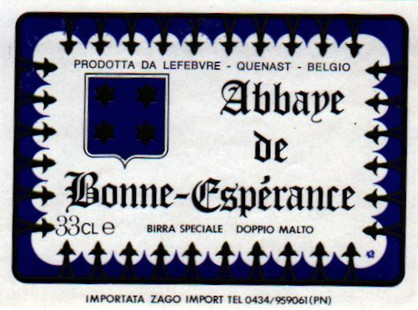 PRODOTTA DA LEFEBVRE - QUENAST - BELGIO
Abbaye
de
Bonne-Espérance
33CL e BIRRA SPECIALE DOPPIO MALTO
IMPORTATA ZAGO IMPORT TEL 0434/959061(PN)